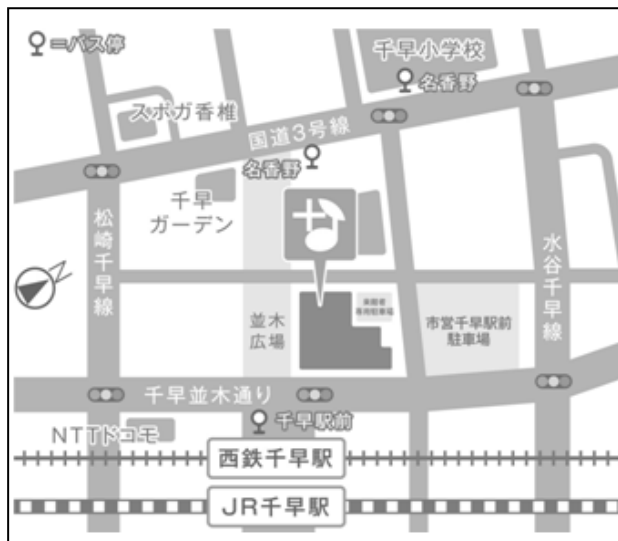 =バス停
千早小学校
名香野
スポガ香椎
国道3号線
名香野
千早
ガーデン
松崎千早線
水谷千早線
N
並木
広場
市営千早駅前
駐車場
千早並木通り
千早駅前
NTTドコモ
西鉄千早駅
JR千早駅